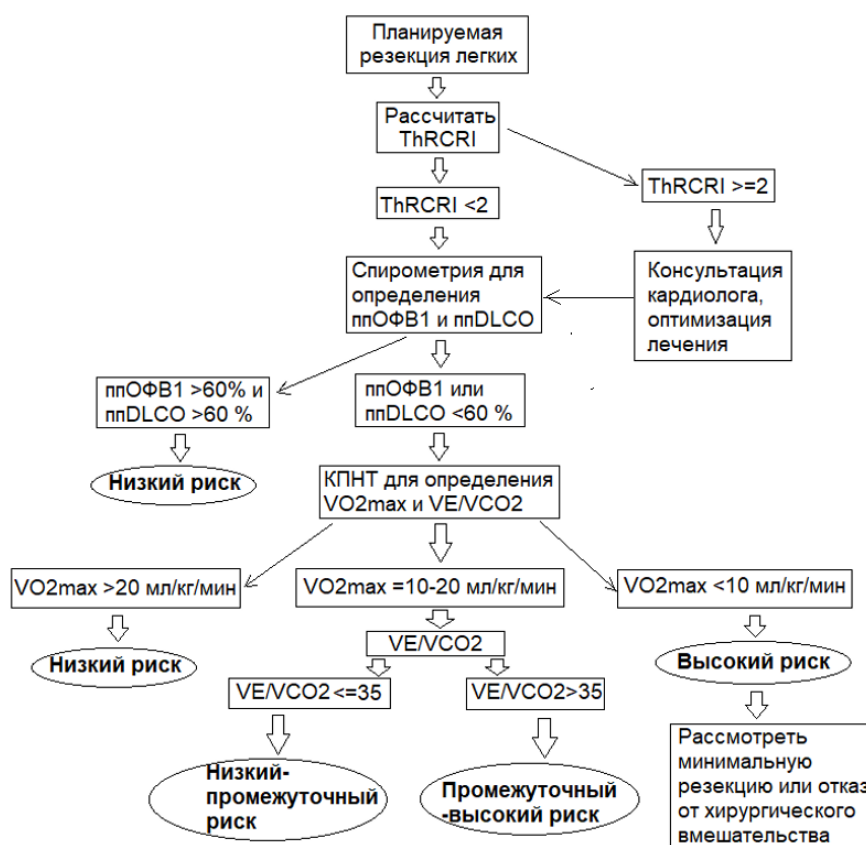 Планируемая
резекция легких
Рассчитать
ThRCRI
ThRCRI >=2
ThRCRI <2
Спирометрия для
определения
ппОФВ1 и ппDLCO
Консультация
кардиолога,
оптимизация
лечения
ппОФВ1 >60% и
ппDLCO >60 %
ппОФВ1 или
ппDLCO <60 %
Низкий риск
КПНТ для определения
VO2max и VE/VCO2
VO2max >20 мл/кг/мин
VO2max =10-20 мл/кг/мин
VO2max <10 мл/кг/мин
Низкий риск
VE/VCO2
Высокий риск
VE/VCO2 <=35
VE/VCO2>35
Низкий-
промежуточный
риск
Промежуточный
-высокий риск
Рассмотреть
минимальную
резекцию или отказ
от хирургического
вмешательства